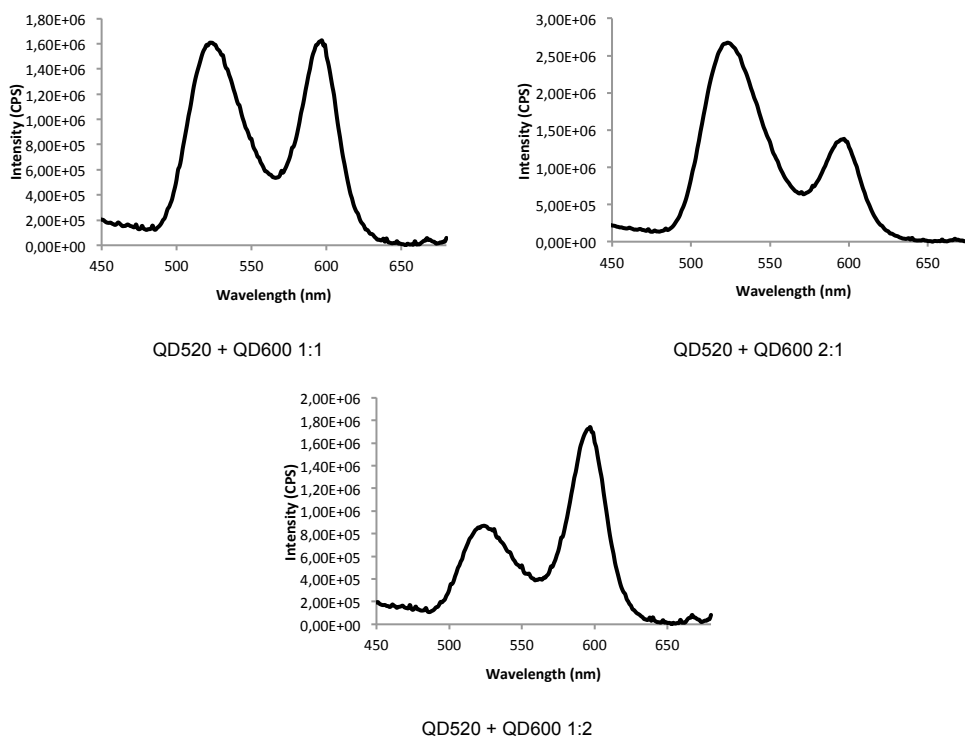 1,80E+06
1,60E+06
1,40E+06
1,20E+06
1,00E+06
8,00E+05
6,00E+05
4,00E+05
2,00E+05
0,00E+00
Intensity (CPS)
450 500 550 600 650
Wavelength (nm)
QD520 + QD600 1:1
3,00E+06
2,50E+06
2,00E+06
1,50E+06
1,00E+06
5,00E+05
0,00E+00
Intensity (CPS)
450 500 550 600 650
Wavelength (nm)
QD520 + QD600 2:1
2,00E+06
1,80E+06
1,60E+06
1,40E+06
1,20E+06
1,00E+06
8,00E+05
6,00E+05
4,00E+05
2,00E+05
0,00E+00
Intensity (CPS)
450 500 550 600 650
Wavelength (nm)
QD520 + QD600 1:2